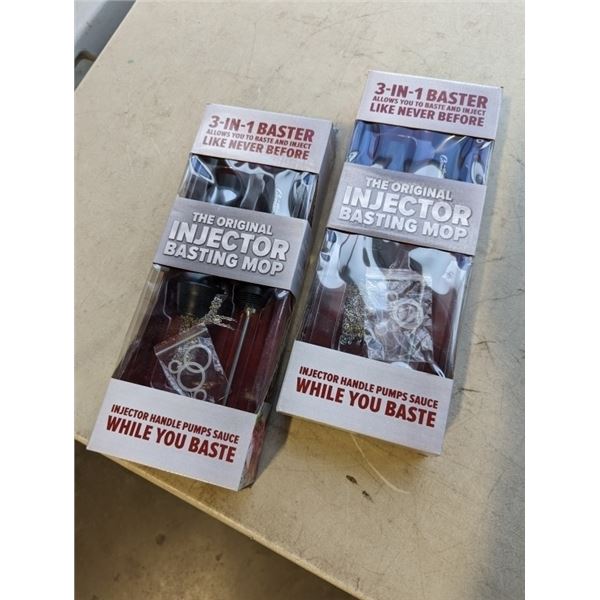 3-IN-1 BASTER
ALLOWS YOU TO BASTE AND INJECT
LIKE NEVER BEFORE
THE ORIGINAL
INJECTOR
BASTING MOP
INJECTOR HANDLE PUMPS SAUCE
WHILE YOU BASTE
3-IN-1 BASTER
ALLOWS YOU TO BASTE AND INJECT
LIKE NEVER BEFORE
THE ORIGINAL
INJECTOR
BASTING MOP
INJECTOR HANDLE PUMPS SAUCE
WHILE YOU BASTE